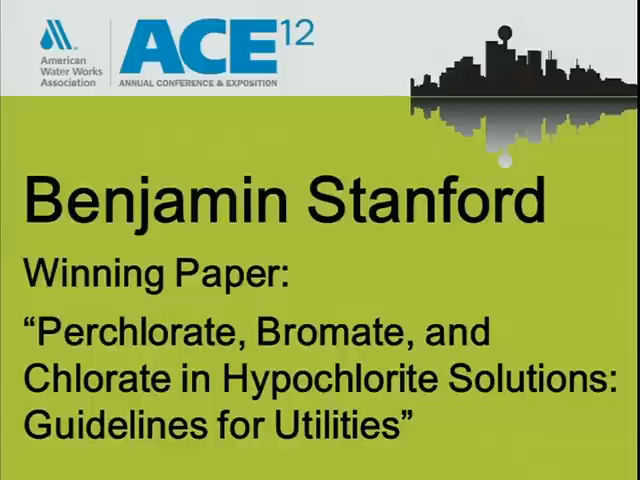 American
Water Works
Association
ACE12
ANNUAL CONFERENCE & EXPOSITION
Benjamin Stanford
Winning Paper:
“Perchlorate, Bromate, and
Chlorate in Hypochlorite Solutions:
Guidelines for Utilities”